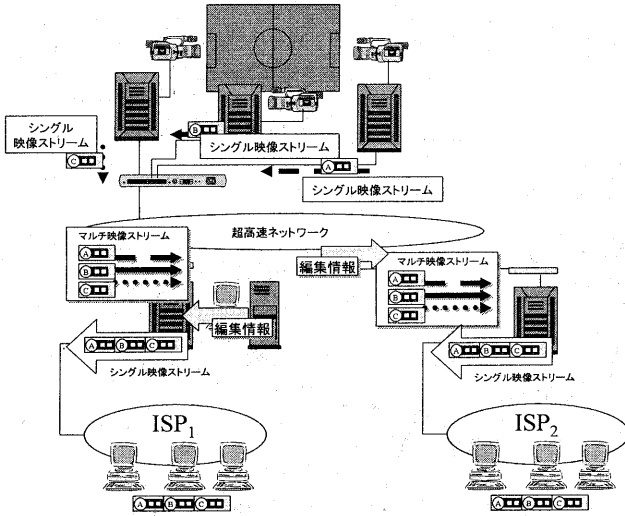 B
シングル
映像ストリーム
C
シングル映像ストリーム
A
シングル映像ストリーム
超高速ネットワーク
マルチ映像ストリーム
A
B
C
編集情報
マルチ映像ストリーム
A
B
C
編集情報
A B C
シングル映像ストリーム
A B C
シングル映像ストリーム
ISP1
ISP2
A B C
A B C